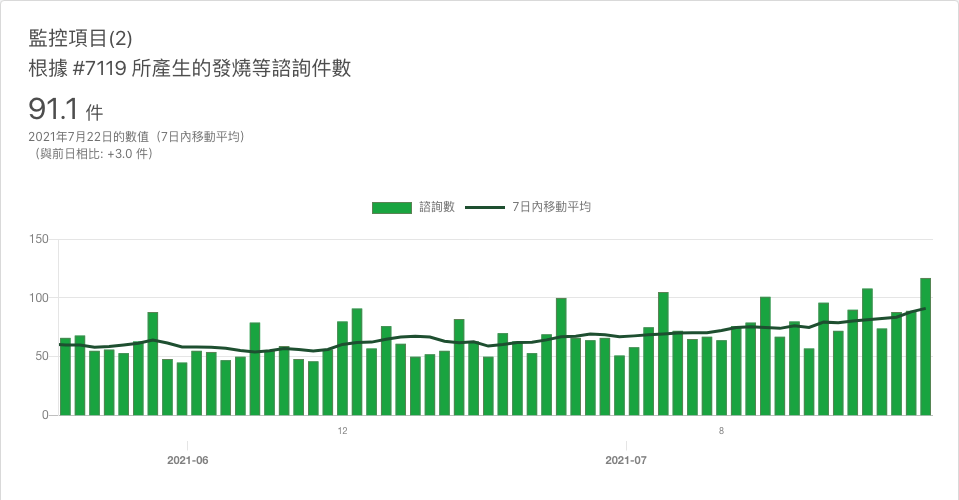 監控項目(2)
根據 #7119 所產生的發燒等諮詢件數
91.1 件
2021年7月22日的數值（7日內移動平均）
（與前日相比: +3.0 件）
諮詢數 7日內移動平均
150
100
50
0
12 8
2021-06 2021-07